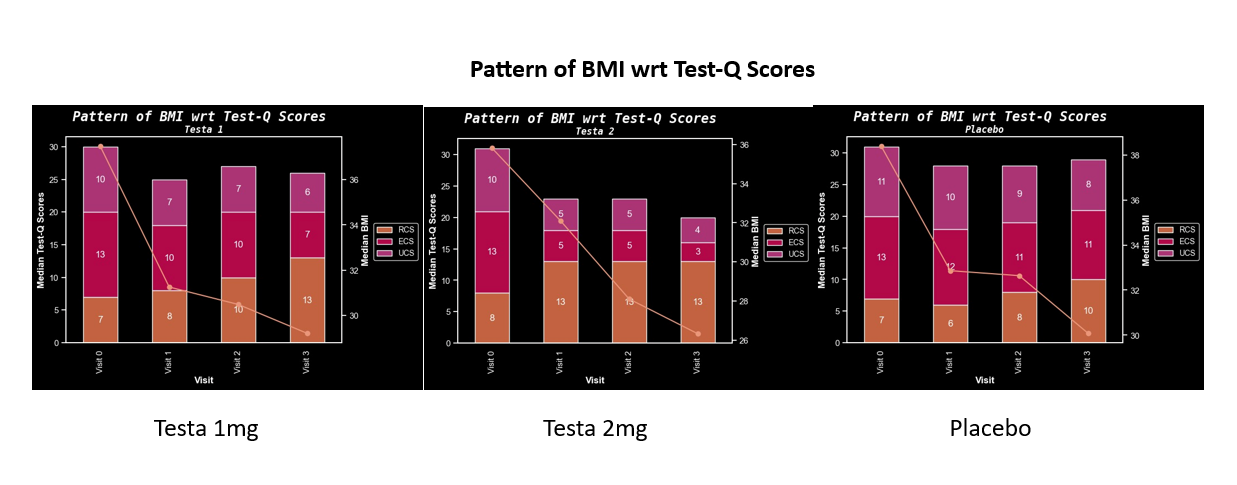 Pattern of BMI wrt Test-Q Scores
Pattern of BMI wrt Test-Q Scores
Testa 1
Median Test-Q Scores
30
25
20
15
10
5
0
10
13
7
7
10
8
7
10
10
6
7
13
36
34
32
30
Median BMI
RCS
ECS
UCS
Visit 0
Visit 1
Visit 2
Visit 3
Visit
Pattern of BMI wrt Test-Q Scores
Testa 2
Median Test-Q Scores
30
25
20
15
10
5
0
10
13
8
5
5
13
5
5
13
4
3
13
36
34
32
30
28
26
Median BMI
RCS
ECS
UCS
Visit 0
Visit 1
Visit 2
Visit 3
Visit
Pattern of BMI wrt Test-Q Scores
Placebo
Median Test-Q Scores
30
25
20
15
10
5
0
11
13
7
10
12
6
9
11
8
8
11
10
38
36
34
32
30
Median BMI
RCS
ECS
UCS
Visit 0
Visit 1
Visit 2
Visit 3
Visit
Testa 1mg
Testa 2mg
Placebo